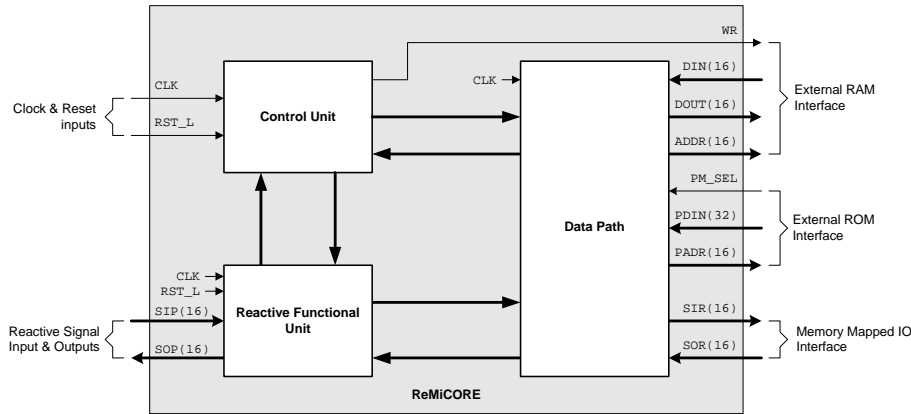 WR
CLK
Clock & Reset
inputs
RST_L
Control Unit
CLK
DIN(16)
DOUT(16)
ADDR(16)
External RAM
Interface
PM_SEL
PDIN(32)
PADR(16)
External ROM
Interface
Data Path
CLK
RST_L
SIP(16)
SOP(16)
Reactive Signal
Input & Outputs
Reactive Functional
Unit
SIR(16)
SOR(16)
Memory Mapped IO
Interface
ReMiCORE